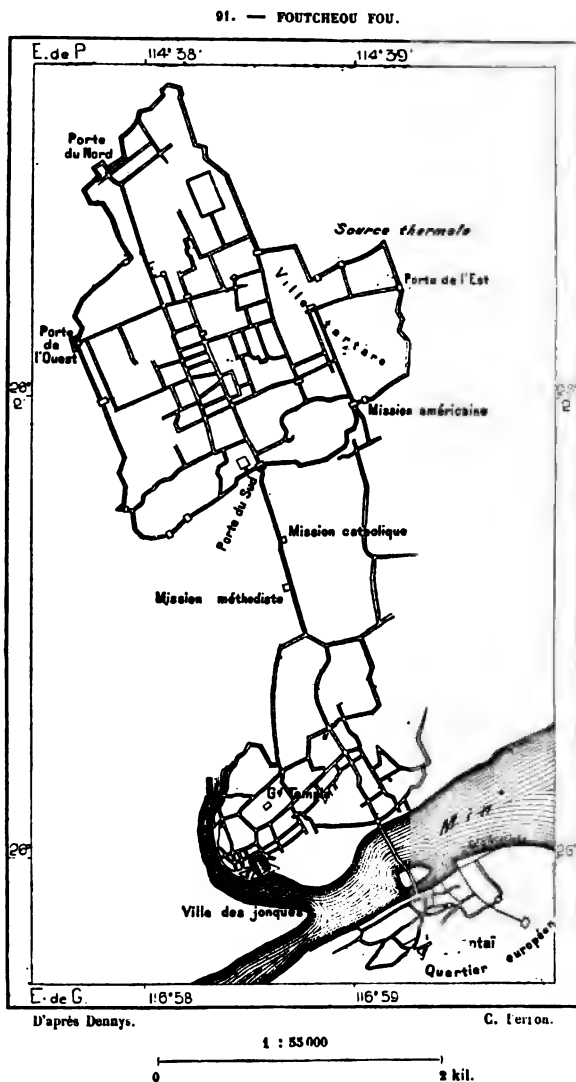 91. — FOUTCHEOU FOU.
E. de P. 114°38' 114°39'
Porte
du Nord
Source thermale
Ville tartare
Porte de l'Est
Porte
de
l'Ouest
26°
Mission américaine
Porte du Sud
Mission catholique
Mission méthodiste
Gd Temple
Min
26° 26°
Ville des jonques
Quartier européen
E. de G. 116°58 116°59
D'après Dennys. C. Perron.
1 : 55 000
0 2 kil.